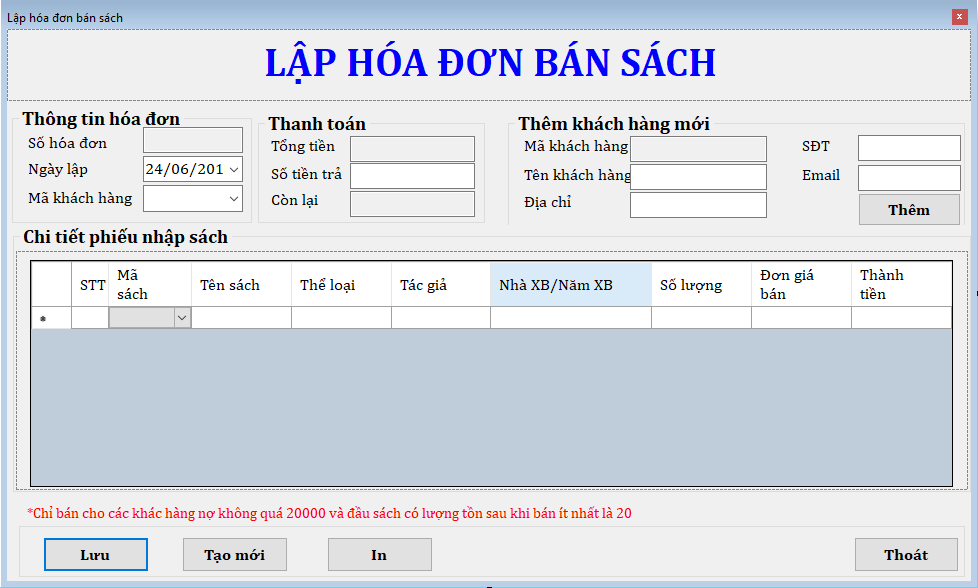 Lập hóa đơn bán sách
LẬP HÓA ĐƠN BÁN SÁCH
Thông tin hóa đơn
Số hóa đơn
Ngày lập 24/06/201
Mã khách hàng
Thanh toán
Tổng tiền
Số tiền trả
Còn lại
Thêm khách hàng mới
Mã khách hàng
Tên khách hàng
Địa chỉ
SĐT
Email
Thêm
Chi tiết phiếu nhập sách
STT Mã sách Tên sách Thể loại Tác giả Nhà XB/Năm XB Số lượng Đơn giá bán Thành tiền
*Chỉ bán cho các khác hàng nợ không quá 20000 và đầu sách có lượng tồn sau khi bán ít nhất là 20
Lưu Tạo mới In Thoát